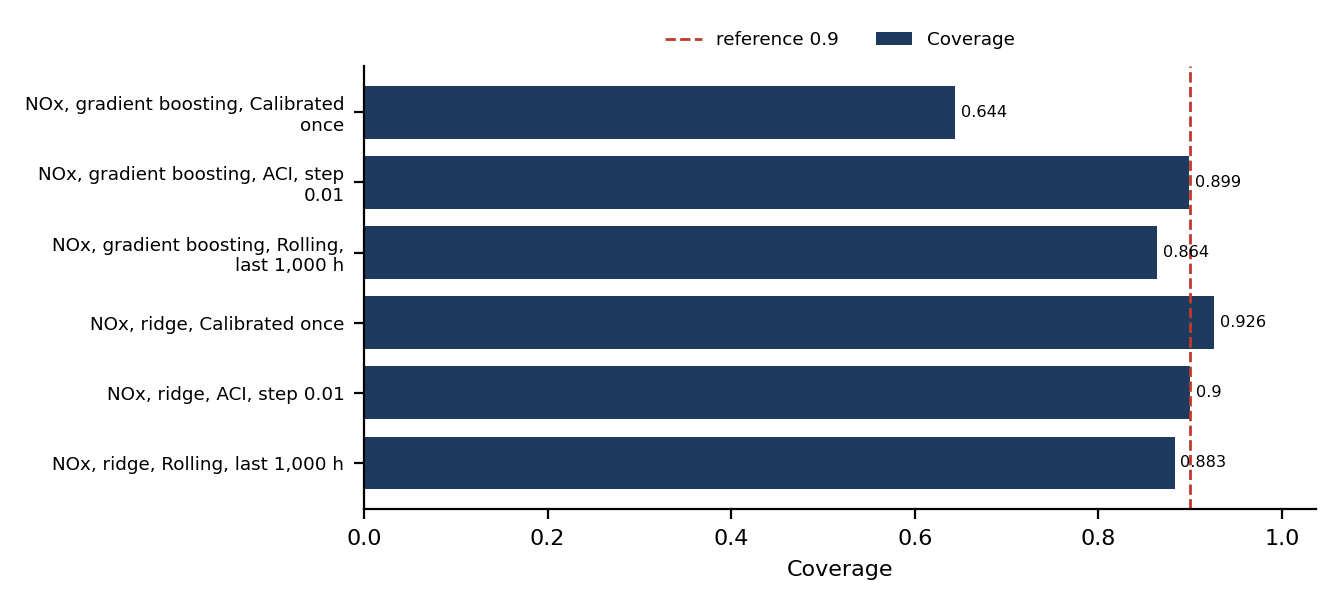 reference 0.9
Coverage
NOx, gradient boosting, Calibrated
once
0.644
NOx, gradient boosting, ACI, step
0.01
0.899
NOx, gradient boosting, Rolling,
last 1,000 h
0.864
NOx, ridge, Calibrated once
0.926
NOx, ridge, ACI, step 0.01
0.9
NOx, ridge, Rolling, last 1,000 h
0.883
0.0
0.2
0.4
0.6
0.8
1.0
Coverage